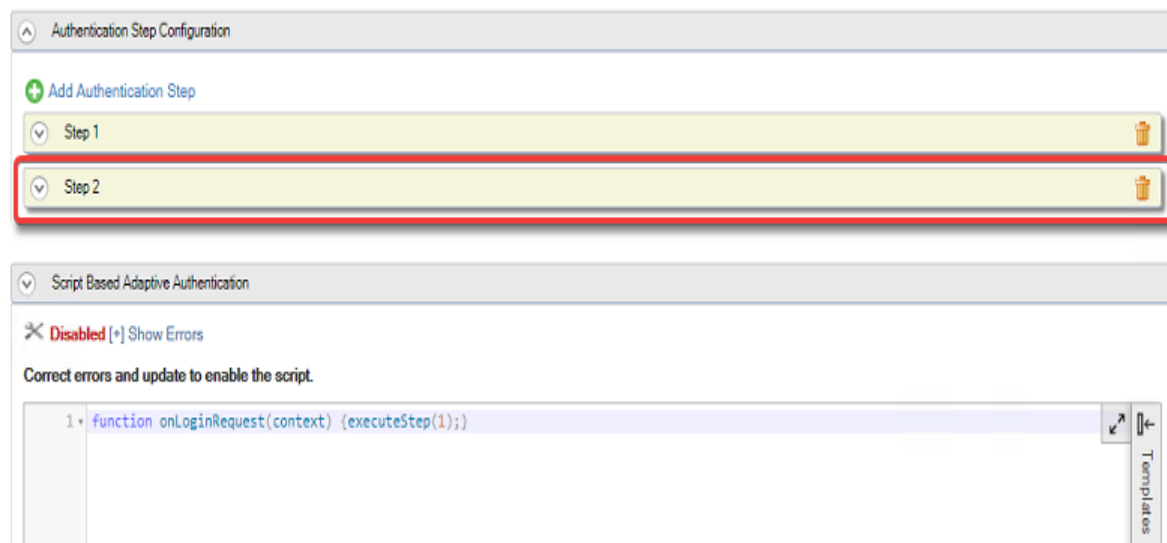 Authentication Step Configuration
Add Authentication Step
Step 1
Step 2
Script Based Adaptive Authentication
Disabled [+] Show Errors
Correct errors and update to enable the script.
1 function onLoginRequest(context) {executeStep(1);}
Templates